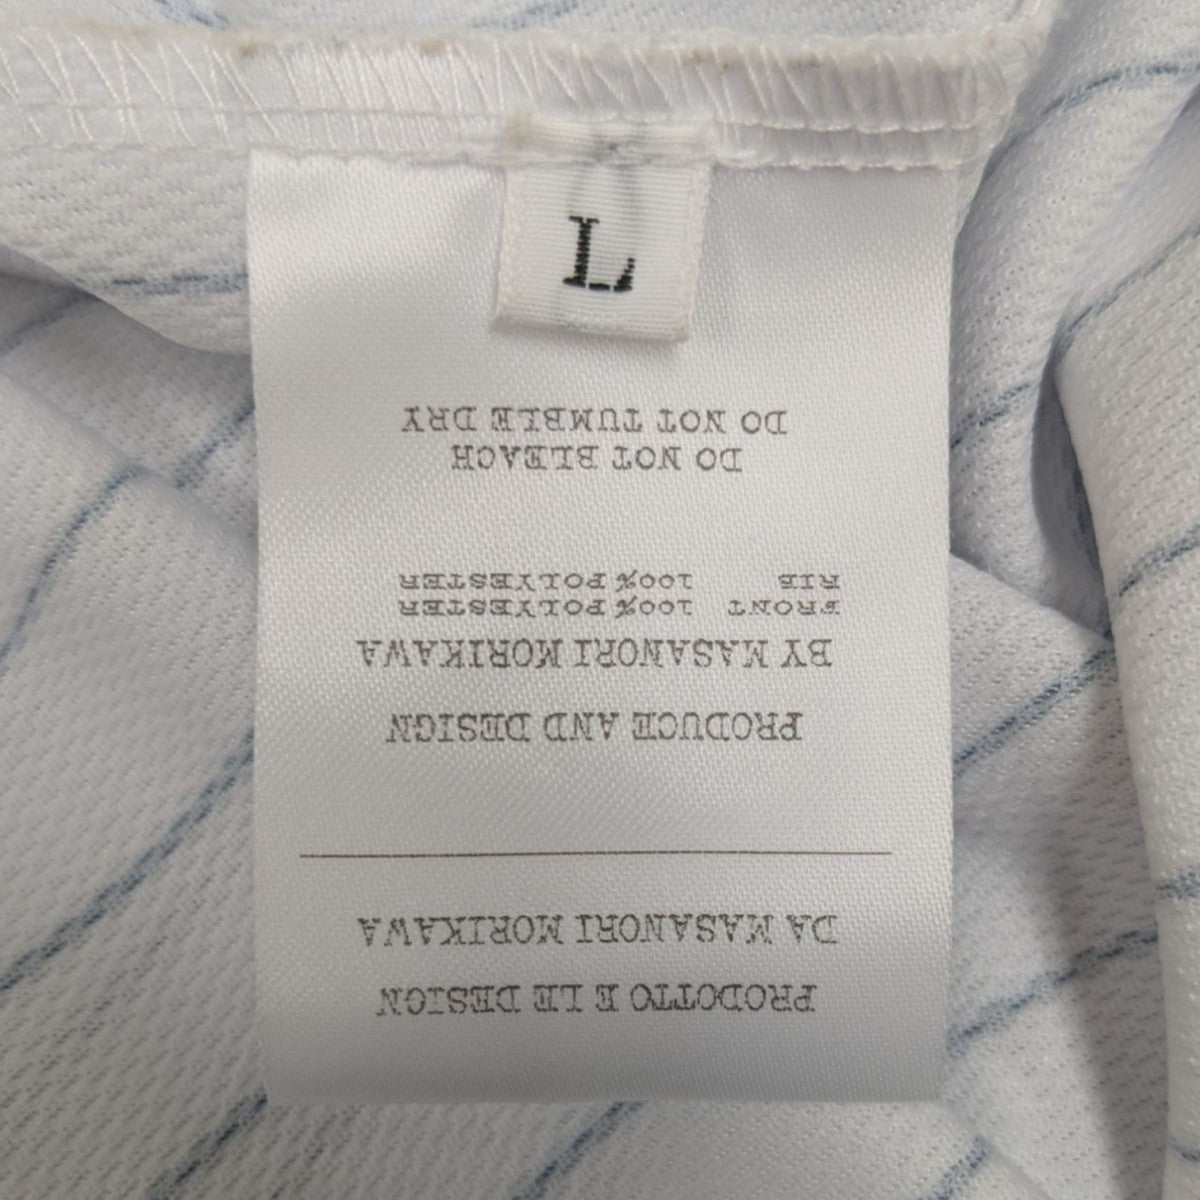 L
PRODOTTO E LE DESIGN
DA MASANORI MORIKAWA
PRODUCE AND DESIGN
BY MASANORI MORIKAWA
FRONT 100% POLYESTER
RIB 100% POLYESTER
DO NOT BLEACH
DO NOT TUMBLE DRY